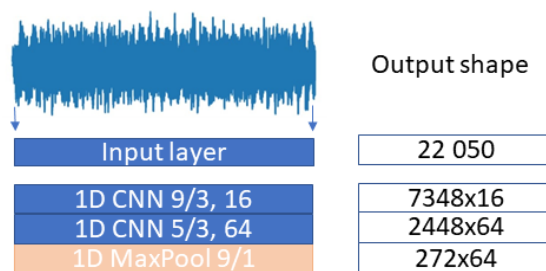 Output shape
Input layer 22 050
1D CNN 9/3, 16 7348x16
1D CNN 5/3, 64 2448x64
1D MaxPool 9/1 272x64